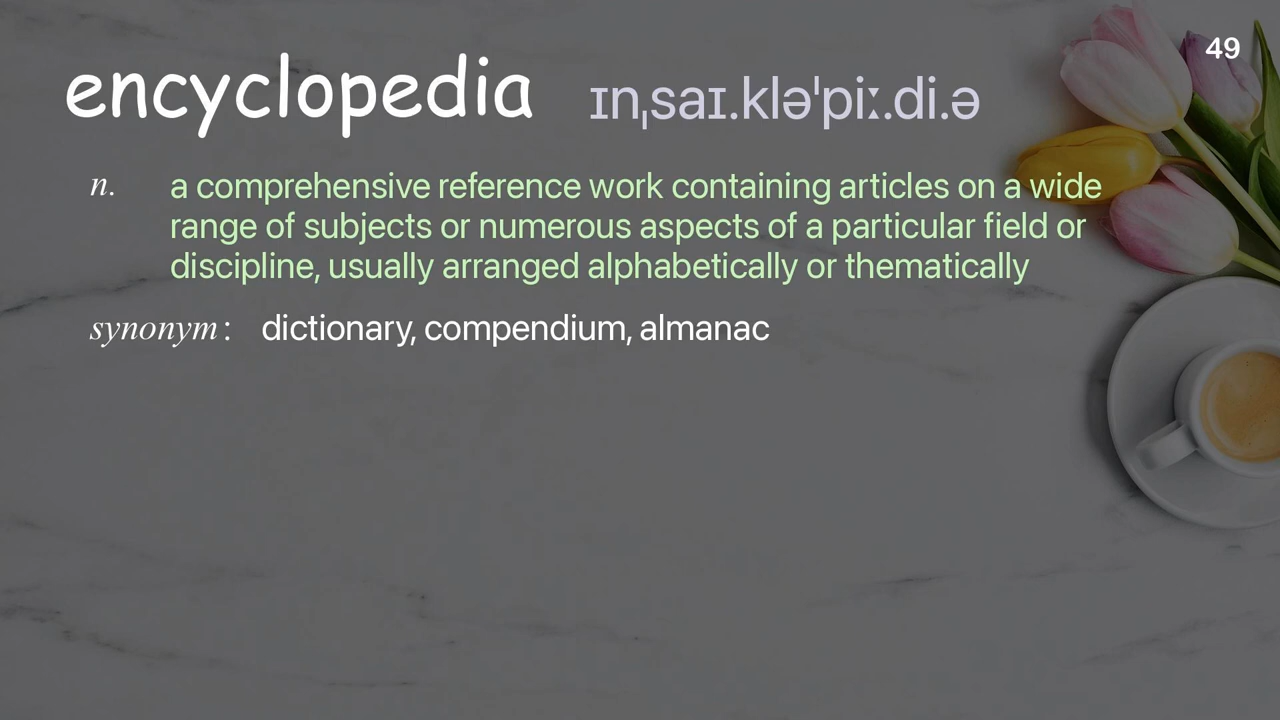 49
encyclopedia ɪnˌsaɪ.kləˈpiː.di.ə
n. a comprehensive reference work containing articles on a wide
range of subjects or numerous aspects of a particular field or
discipline, usually arranged alphabetically or thematically
synonym: dictionary, compendium, almanac